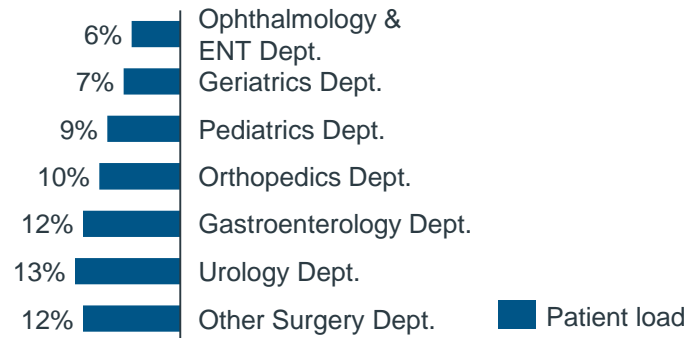 6% Ophthalmology &
ENT Dept.
7% Geriatrics Dept.
9% Pediatrics Dept.
10% Orthopedics Dept.
12% Gastroenterology Dept.
13% Urology Dept.
12% Other Surgery Dept.
Patient load